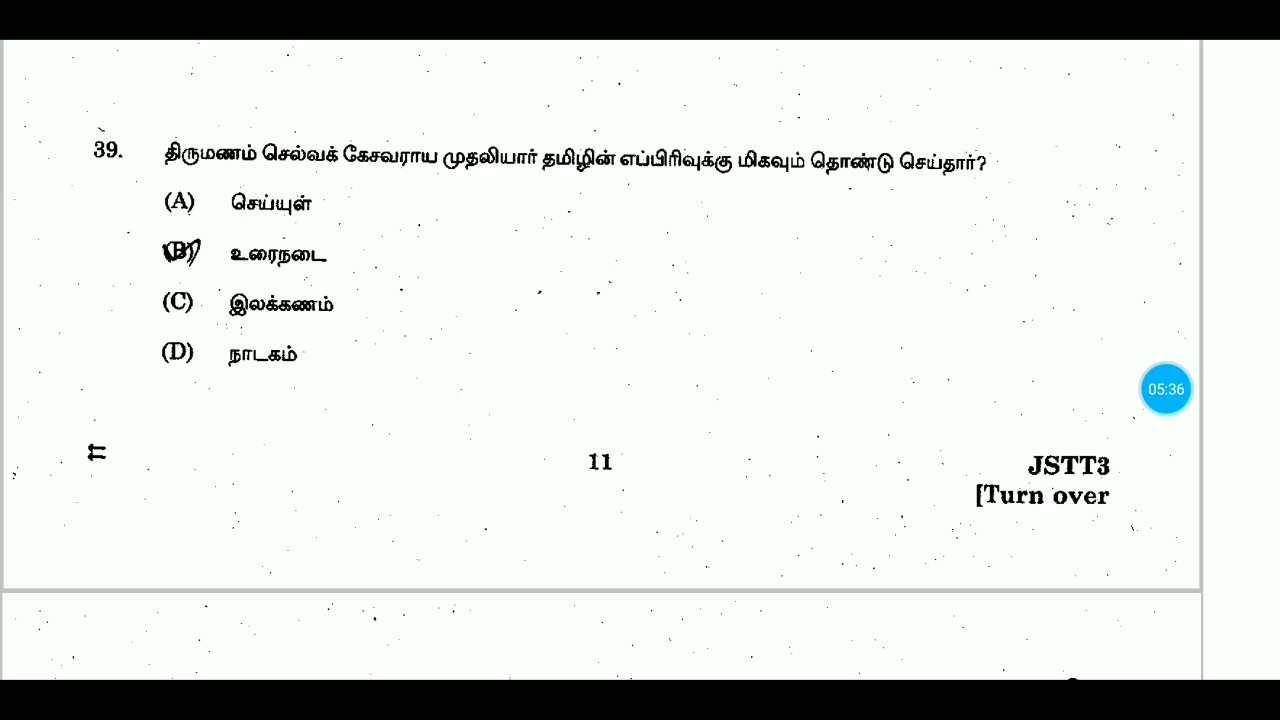 39. திருமணம் செல்வக் கேசவராய முதலியார் தமிழின் எப்பிரிவுக்கு மிகவும் தொண்டு செய்தார்?
(A) செய்யுள்
(B) உரைநடை
(C) இலக்கணம்
(D) நாடகம்
05:36
11
JSTT3
[Turn over